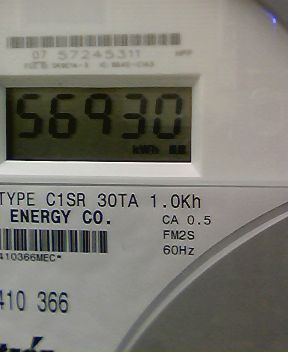 07 57245311
56930
kWh
TYPE C1SR 30TA 1.0Kh
ENERGY CO.
CA 0.5
FM2S
60Hz
410366MEC*
410 366